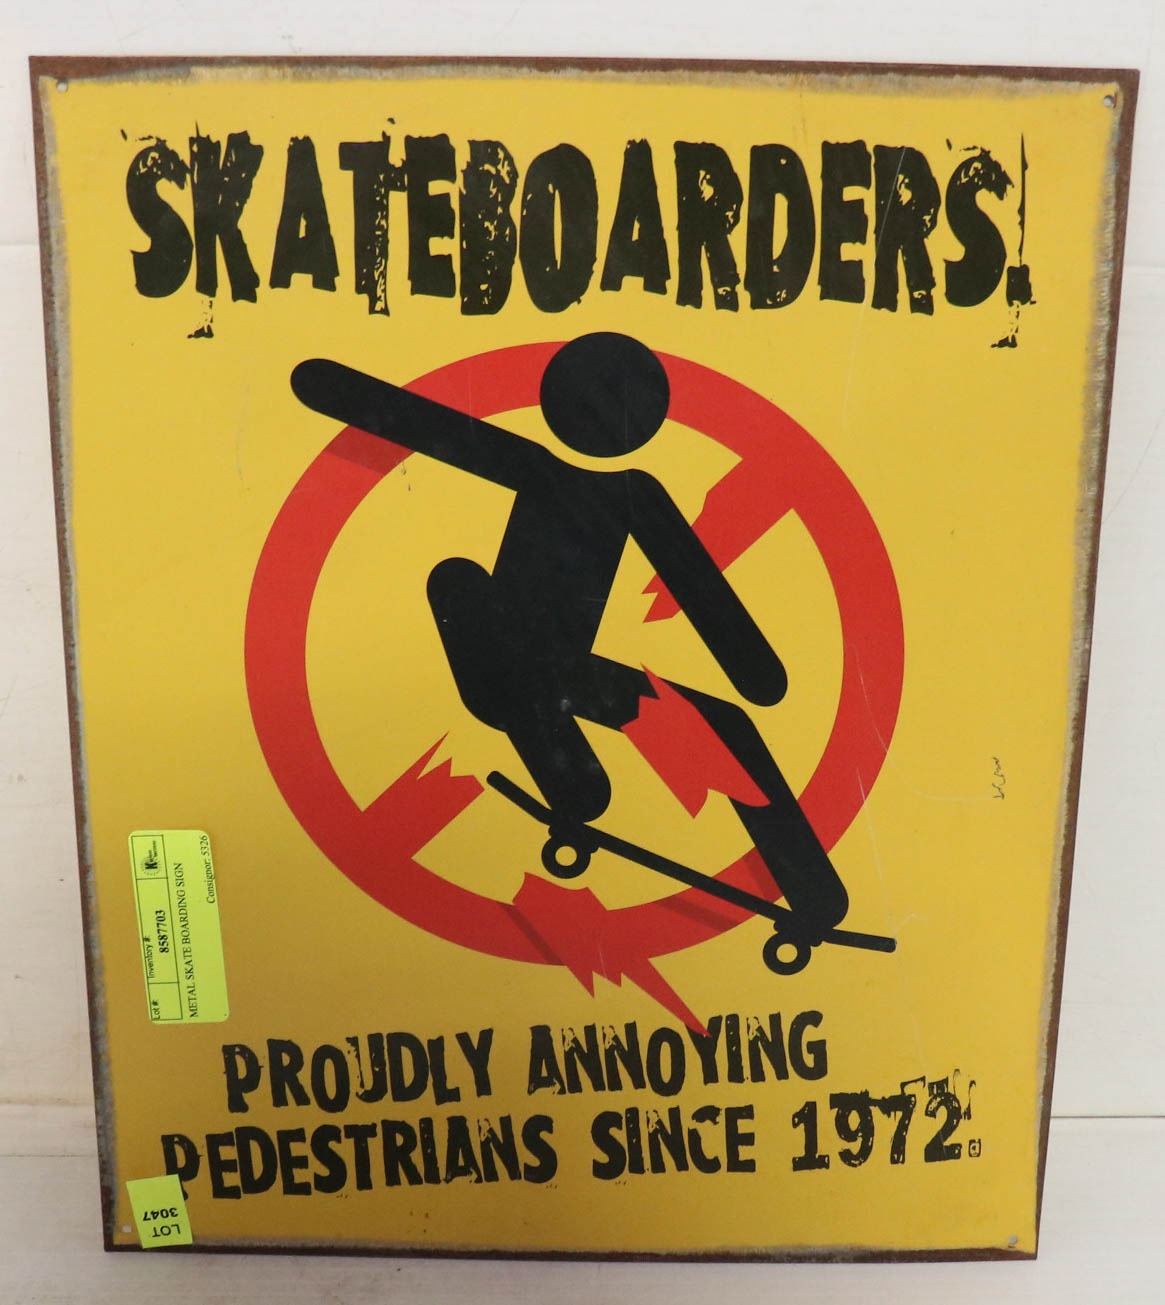 SKATEBOARDERS!
PROUDLY ANNOYING
PEDESTRIANS SINCE 1972.
Lot #:
Inventory #:
8587703
METAL SKATE BOARDING SIGN
Consignor: 5326
LOT
3047